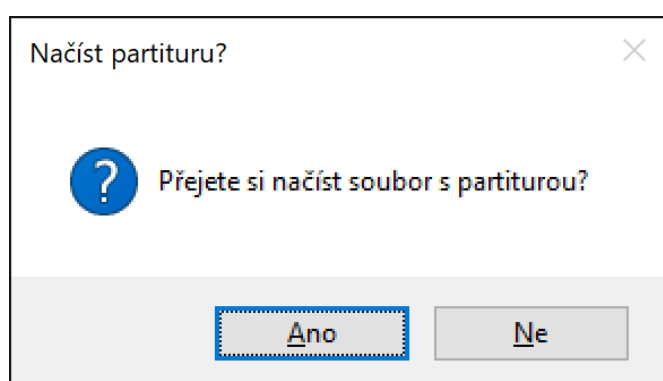 Načíst partituru?
Přejete si načíst soubor s partiturou?
Ano
Ne